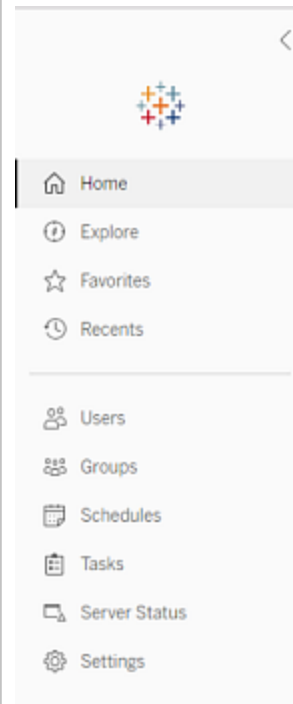 Home
Explore
Favorites
Recents
Users
Groups
Schedules
Tasks
Server Status
Settings